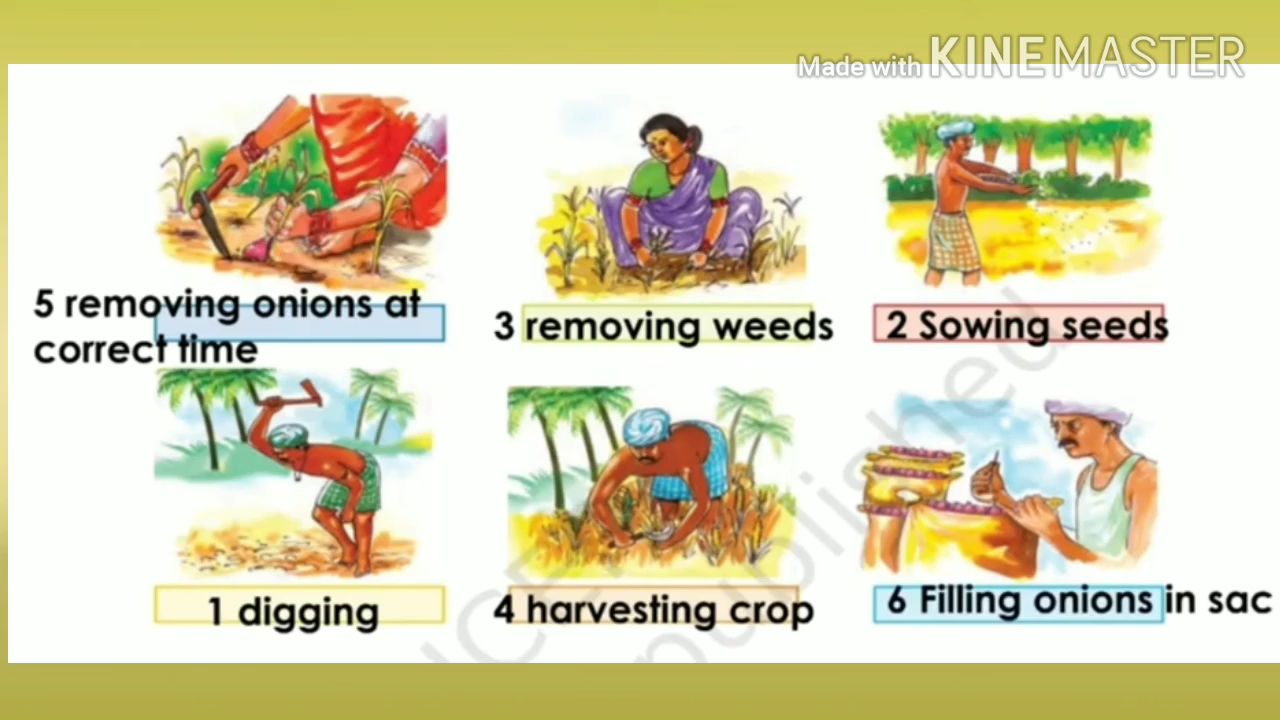 Made with KINEMASTER
5 removing onions at
correct time
3 removing weeds
2 Sowing seeds
1 digging
4 harvesting crop
6 Filling onions in sac
published